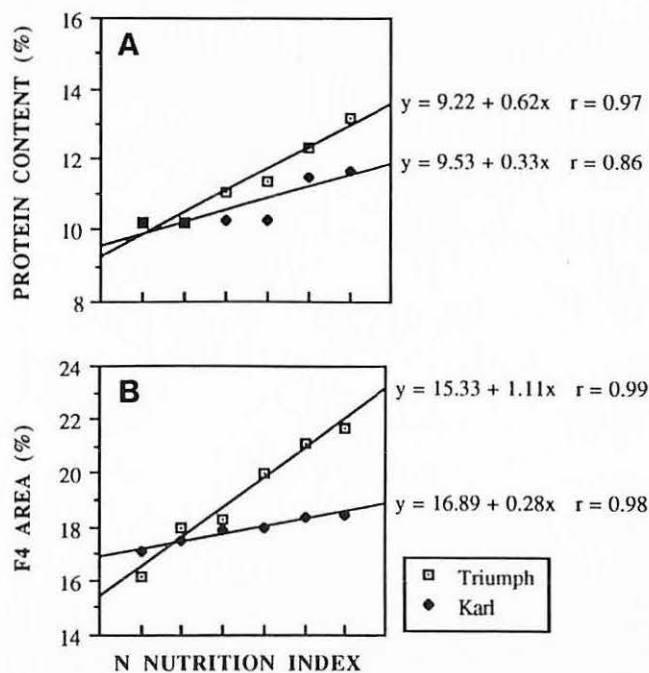 16
A
14
y = 9.22 + 0.62x r = 0.97
12
y = 9.53 + 0.33x r = 0.86
10
8
PROTEIN CONTENT (%)
24
B
y = 15.33 + 1.11x r = 0.99
22
20
18
y = 16.89 + 0.28x r = 0.98
16
14
F4 AREA (%)
Triumph
Karl
N NUTRITION INDEX